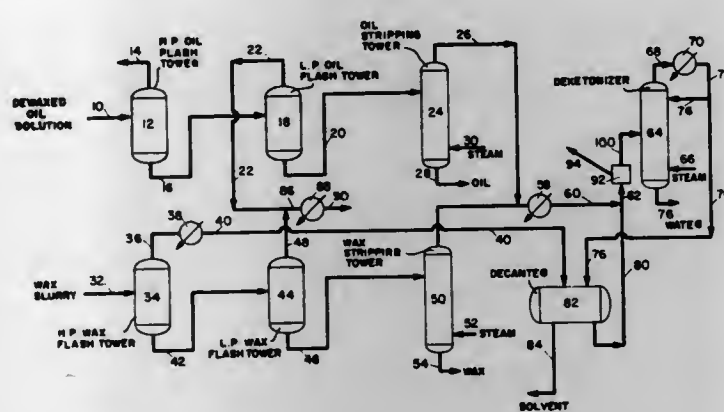 H P OIL
FLASH
TOWER
14
22
L.P OIL
FLASH TOWER
OIL
STRIPPING
TOWER
26
68
70
DEKETONIZER
DEWAXED
OIL
SOLUTION
10
12
18
20
24
30
STEAM
28
OIL
16
22
100
64
76
94
92
66
STEAM
62
WATER
86
88
90
58
60
36
38
40
48
40
WAX
STRIPPING
TOWER
76
80
DECANTER
82
WAX
SLURRY
32
34
44
50
52
STEAM
H P WAX
FLASH TOWER
42
L.P WAX
FLASH TOWER
46
54
WAX
84
SOLVENT